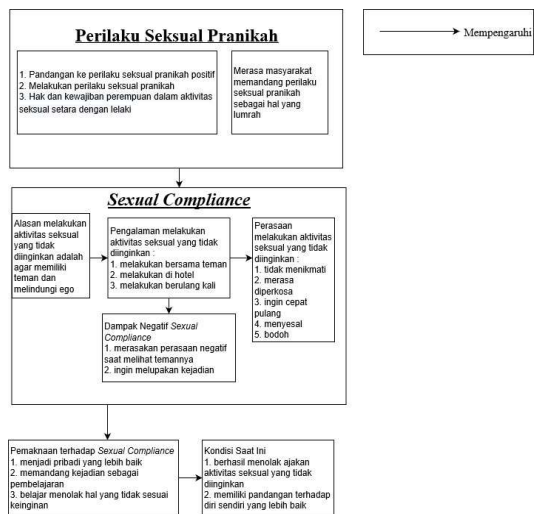 Perilaku Seksual Pranikah
Mempengaruhi
1. Pandangan ke perilaku seksual pranikah positif
2. Melakukan perilaku seksual pranikah
3. Hak dan kewajiban perempuan dalam aktivitas
seksual setara dengan lelaki
Merasa masyarakat
memandang perilaku
seksual pranikah
sebagai hal yang
lumrah
Sexual Compliance
Alasan melakukan
aktivitas seksual
yang tidak
diinginkan adalah
agar memiliki
teman dan
melindungi ego
Pengalaman melakukan
aktivitas seksual yang tidak
diinginkan :
1. melakukan bersama teman
2. melakukan di hotel
3. melakukan berulang kali
Perasaan
melakukan aktivitas
seksual yang tidak
diinginkan :
1. tidak menikmati
2. merasa
diperkosa
3. ingin cepat
pulang
4. menyesal
5. bodoh
Dampak Negatif Sexual
Compliance
1. merasakan perasaan negatif
saat melihat temannya
2. ingin melupakan kejadian
Pemaknaan terhadap Sexual Compliance
1. menjadi pribadi yang lebih baik
2. memandang kejadian sebagai
pembelajaran
3. belajar menolak hal yang tidak sesuai
keinginan
Kondisi Saat Ini
1. berhasil menolak ajakan
aktivitas seksual yang tidak
diinginkan
2. memiliki pandangan terhadap
diri sendiri yang lebih baik